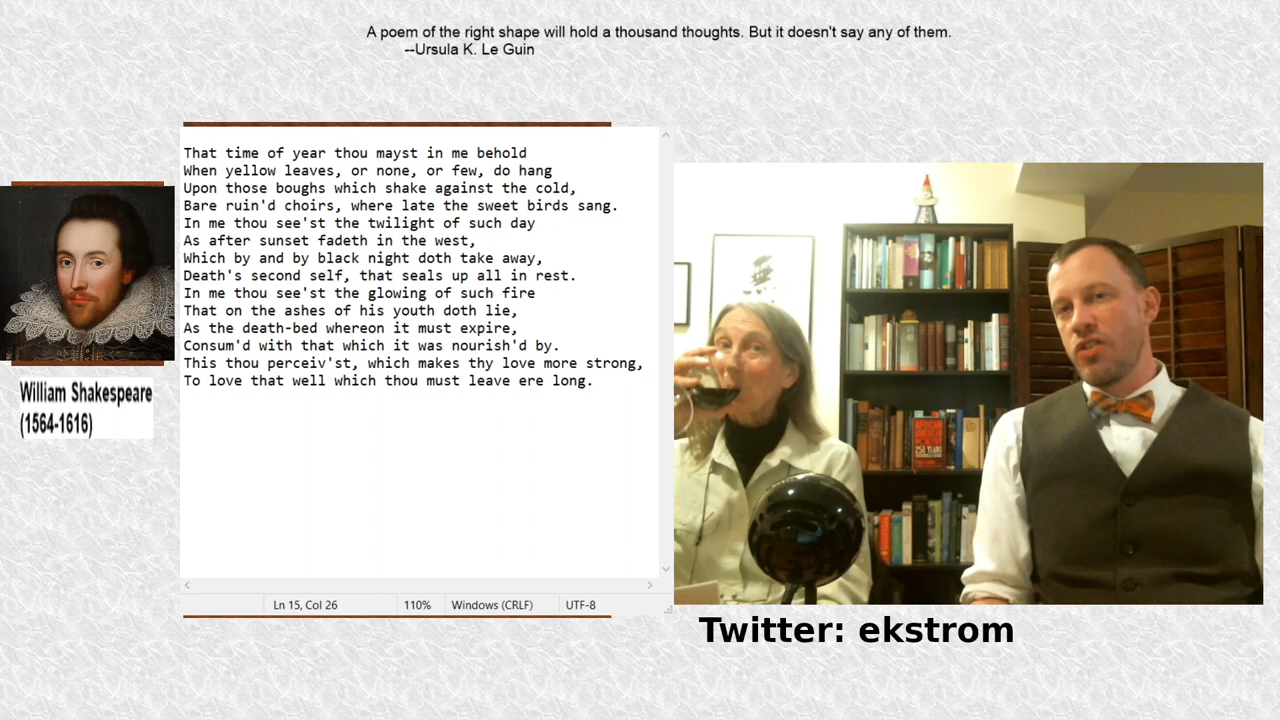 A poem of the right shape will hold a thousand thoughts. But it doesn't say any of them.
--Ursula K. Le Guin
That time of year thou mayst in me behold
When yellow leaves, or none, or few, do hang
Upon those boughs which shake against the cold,
Bare ruin'd choirs, where late the sweet birds sang.
In me thou see'st the twilight of such day
As after sunset fadeth in the west,
Which by and by black night doth take away,
Death's second self, that seals up all in rest.
In me thou see'st the glowing of such fire
That on the ashes of his youth doth lie,
As the death-bed whereon it must expire,
Consum'd with that which it was nourish'd by.
This thou perceiv'st, which makes thy love more strong,
To love that well which thou must leave ere long.
William Shakespeare
(1564-1616)
Ln 15, Col 26 110% Windows (CRLF) UTF-8
AFRICAN
AMERICAN
POETRY
250 YEARS
Twitter: ekstrom